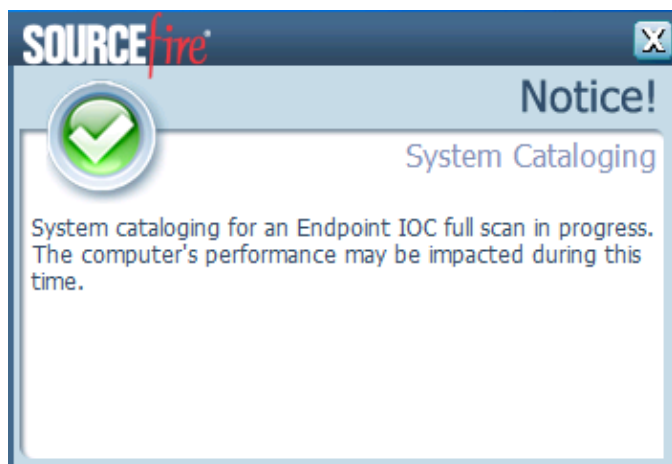 SOURCEfire®
X
Notice!
System Cataloging
System cataloging for an Endpoint IOC full scan in progress.
The computer's performance may be impacted during this
time.